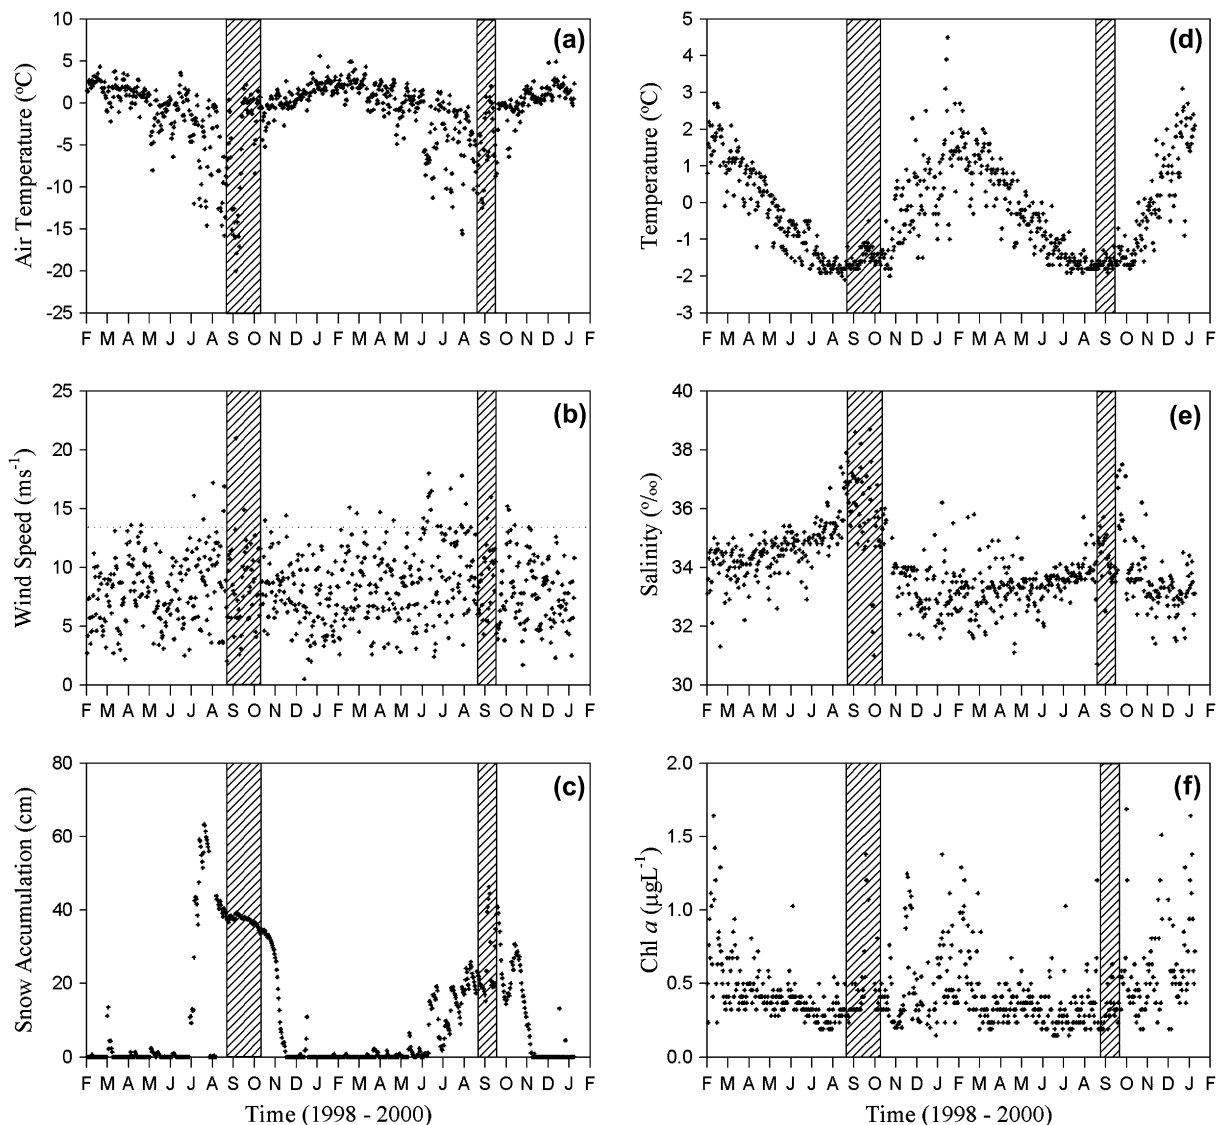 (a)
Air Temperature (°C)
10
5
0
-5
-10
-15
-20
-25
F M A M J J A S O N D J F M A M J J A S O N D J F
(d)
Temperature (°C)
5
4
3
2
1
0
-1
-2
-3
F M A M J J A S O N D J F M A M J J A S O N D J F
(b)
Wind Speed (ms-1)
25
20
15
10
5
0
F M A M J J A S O N D J F M A M J J A S O N D J F
(e)
Salinity (º/₀₀)
40
38
36
34
32
30
F M A M J J A S O N D J F M A M J J A S O N D J F
(c)
Snow Accumulation (cm)
80
60
40
20
0
F M A M J J A S O N D J F M A M J J A S O N D J F
Time (1998 - 2000)
(f)
Chl a (µgL-1)
2.0
1.5
1.0
0.5
0.0
F M A M J J A S O N D J F M A M J J A S O N D J F
Time (1998 - 2000)